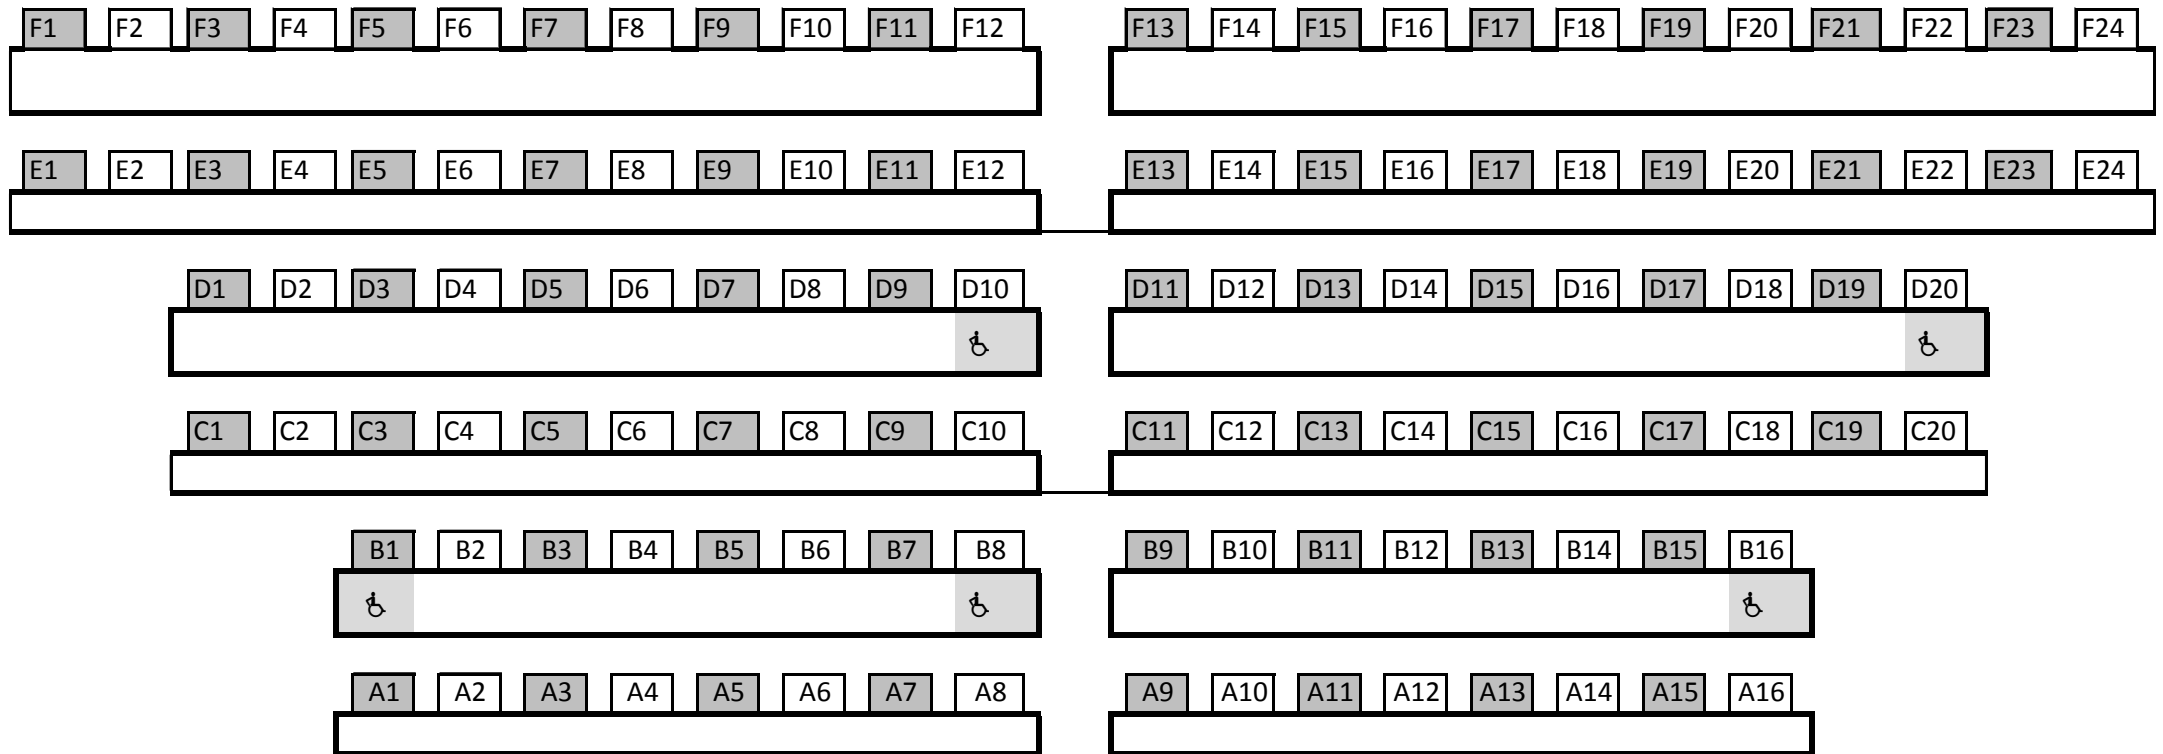 F1 F2 F3 F4 F5 F6 F7 F8 F9 F10 F11 F12 F13 F14 F15 F16 F17 F18 F19 F20 F21 F22 F23 F24
E1 E2 E3 E4 E5 E6 E7 E8 E9 E10 E11 E12 E13 E14 E15 E16 E17 E18 E19 E20 E21 E22 E23 E24
D1 D2 D3 D4 D5 D6 D7 D8 D9 D10 D11 D12 D13 D14 D15 D16 D17 D18 D19 D20
C1 C2 C3 C4 C5 C6 C7 C8 C9 C10 C11 C12 C13 C14 C15 C16 C17 C18 C19 C20
B1 B2 B3 B4 B5 B6 B7 B8 B9 B10 B11 B12 B13 B14 B15 B16
A1 A2 A3 A4 A5 A6 A7 A8 A9 A10 A11 A12 A13 A14 A15 A16